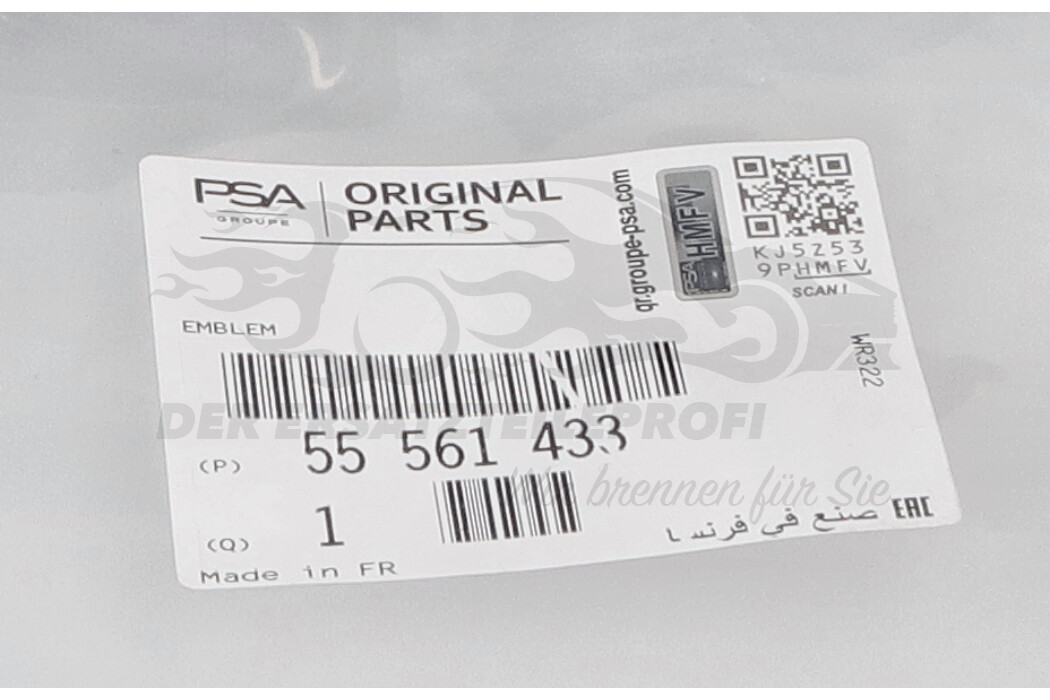 PSA
GROUPE
ORIGINAL
PARTS
qr.groupe-psa.com
PSA HMFV
KJ5Z53
9PHMFV
SCAN!
WR322
EMBLEM
DER ERSATZTEILEPROFI
(P) 55 561 433
Wir brennen für Sie
(Q) 1
صنع في فرنسا EAC
Made in FR